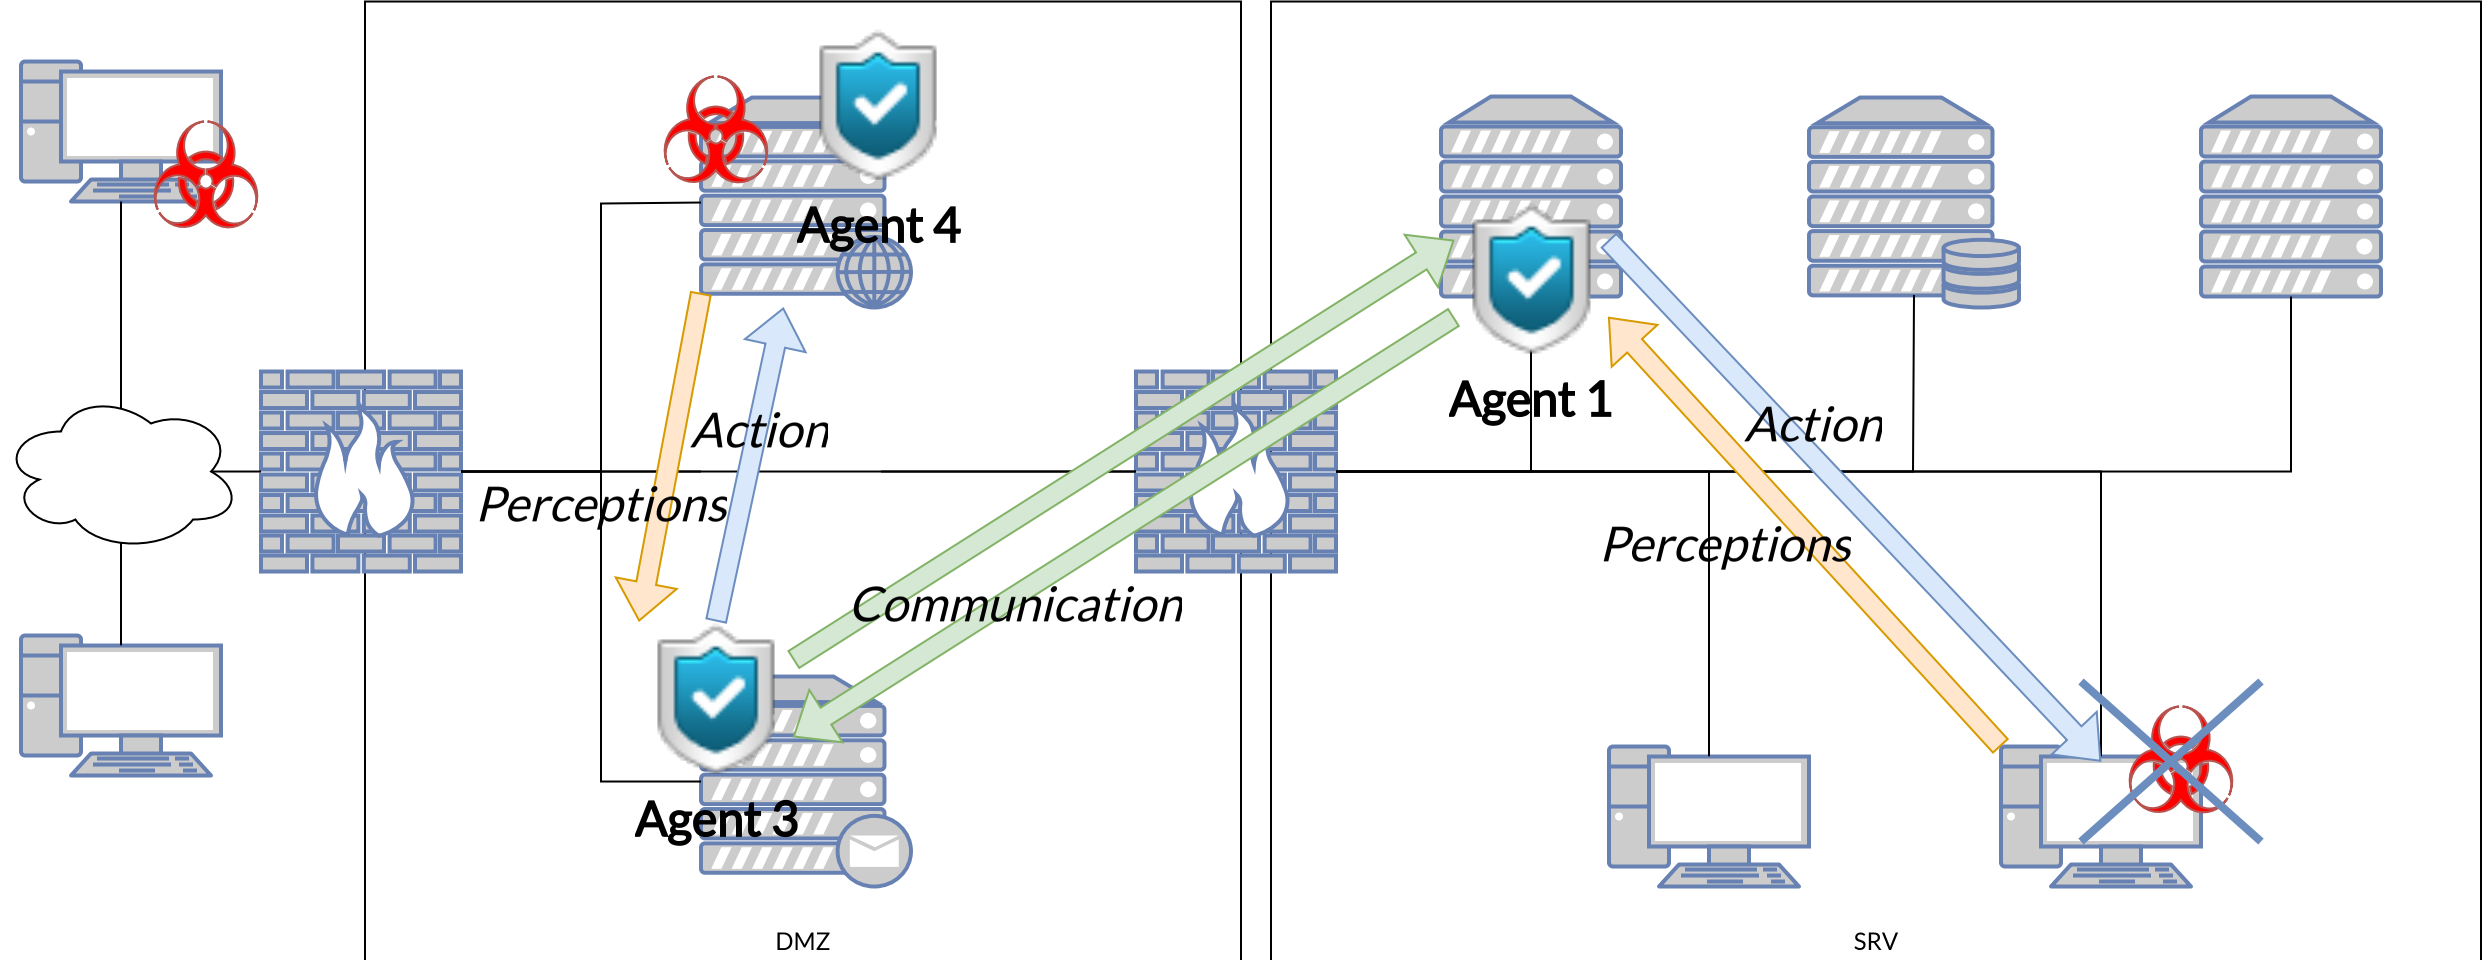 Agent 4
Agent 1
Action
Action
Perceptions
Perceptions
Communication
Agent 3
DMZ
SRV